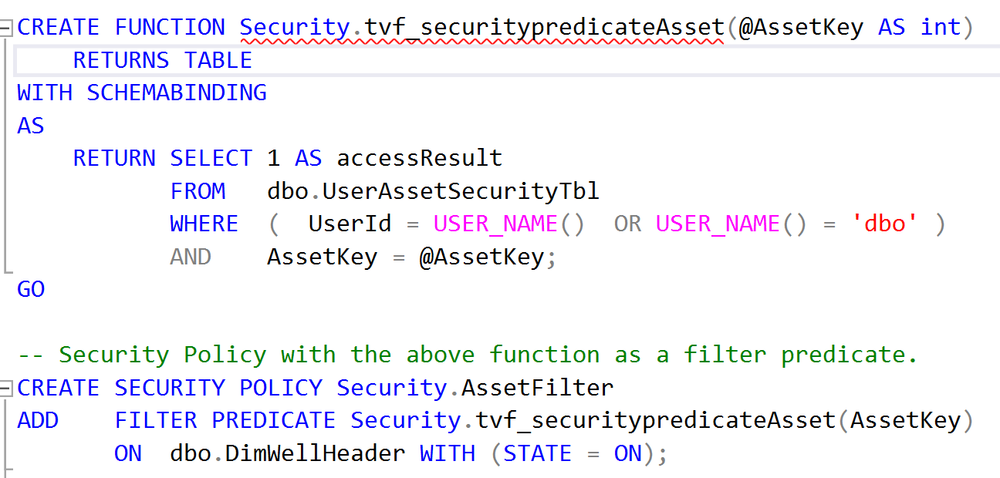 CREATE FUNCTION Security.tvf_securitypredicateAsset(@AssetKey AS int)
RETURNS TABLE
WITH SCHEMABINDING
AS
RETURN SELECT 1 AS accessResult
FROM dbo.UserAssetSecurityTbl
WHERE ( UserId = USER_NAME() OR USER_NAME() = 'dbo' )
AND AssetKey = @AssetKey;
GO
-- Security Policy with the above function as a filter predicate.
CREATE SECURITY POLICY Security.AssetFilter
ADD FILTER PREDICATE Security.tvf_securitypredicateAsset(AssetKey)
ON dbo.DimWellHeader WITH (STATE = ON);